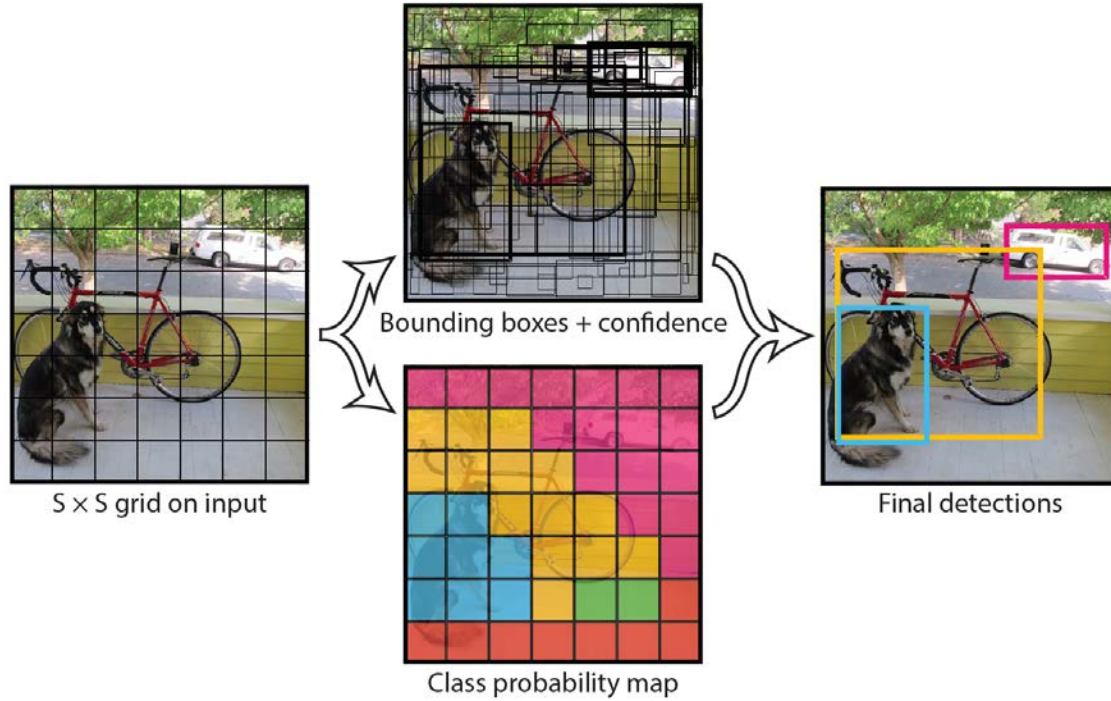 Bounding boxes + confidence
S × S grid on input
Final detections
Class probability map